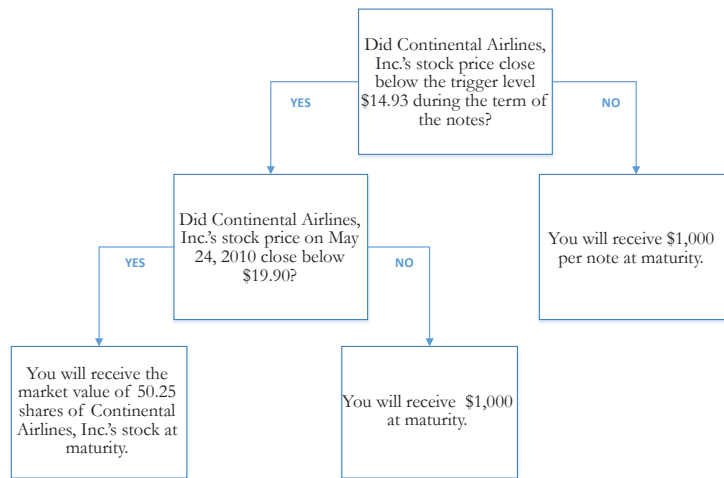 Did Continental Airlines,
Inc.'s stock price close
below the trigger level
$14.93 during the term of
the notes?
YES
NO
Did Continental Airlines,
Inc.'s stock price on May
24, 2010 close below
$19.90?
You will receive $1,000
per note at maturity.
YES
NO
You will receive the
market value of 50.25
shares of Continental
Airlines, Inc.'s stock at
maturity.
You will receive $1,000
at maturity.